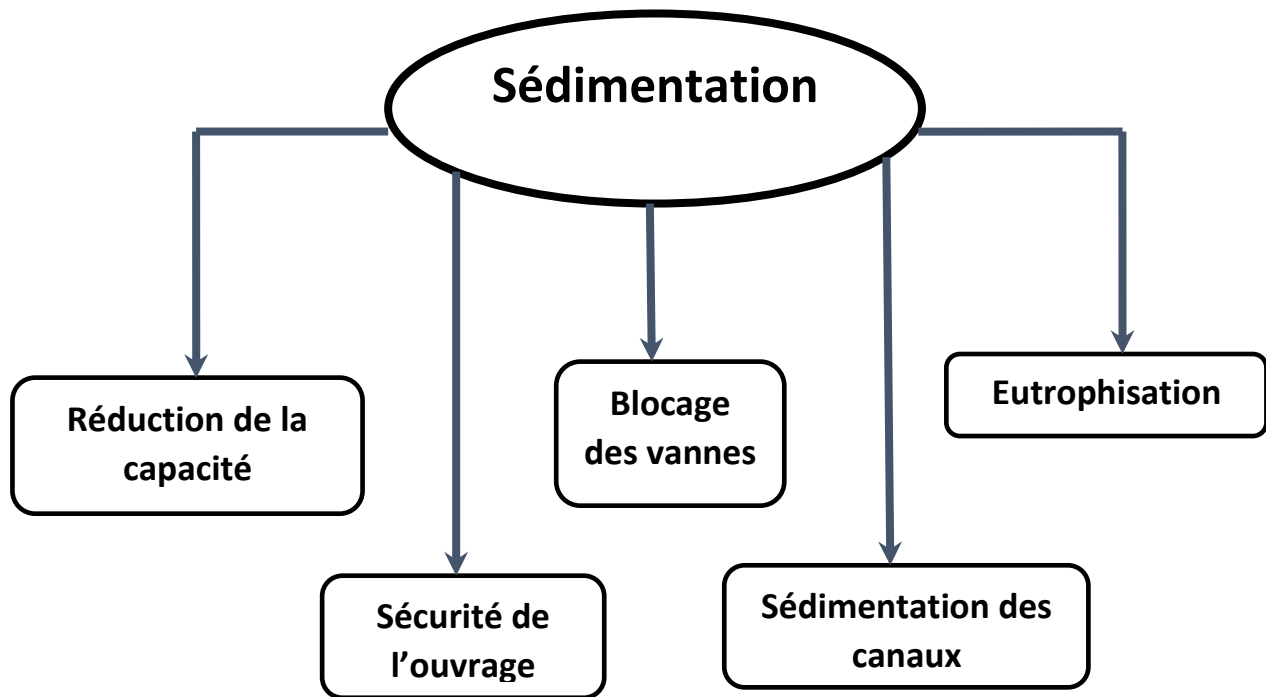 Sédimentation
Réduction de la
capacité
Blocage
des vannes
Eutrophisation
Sécurité de
l’ouvrage
Sédimentation des
canaux